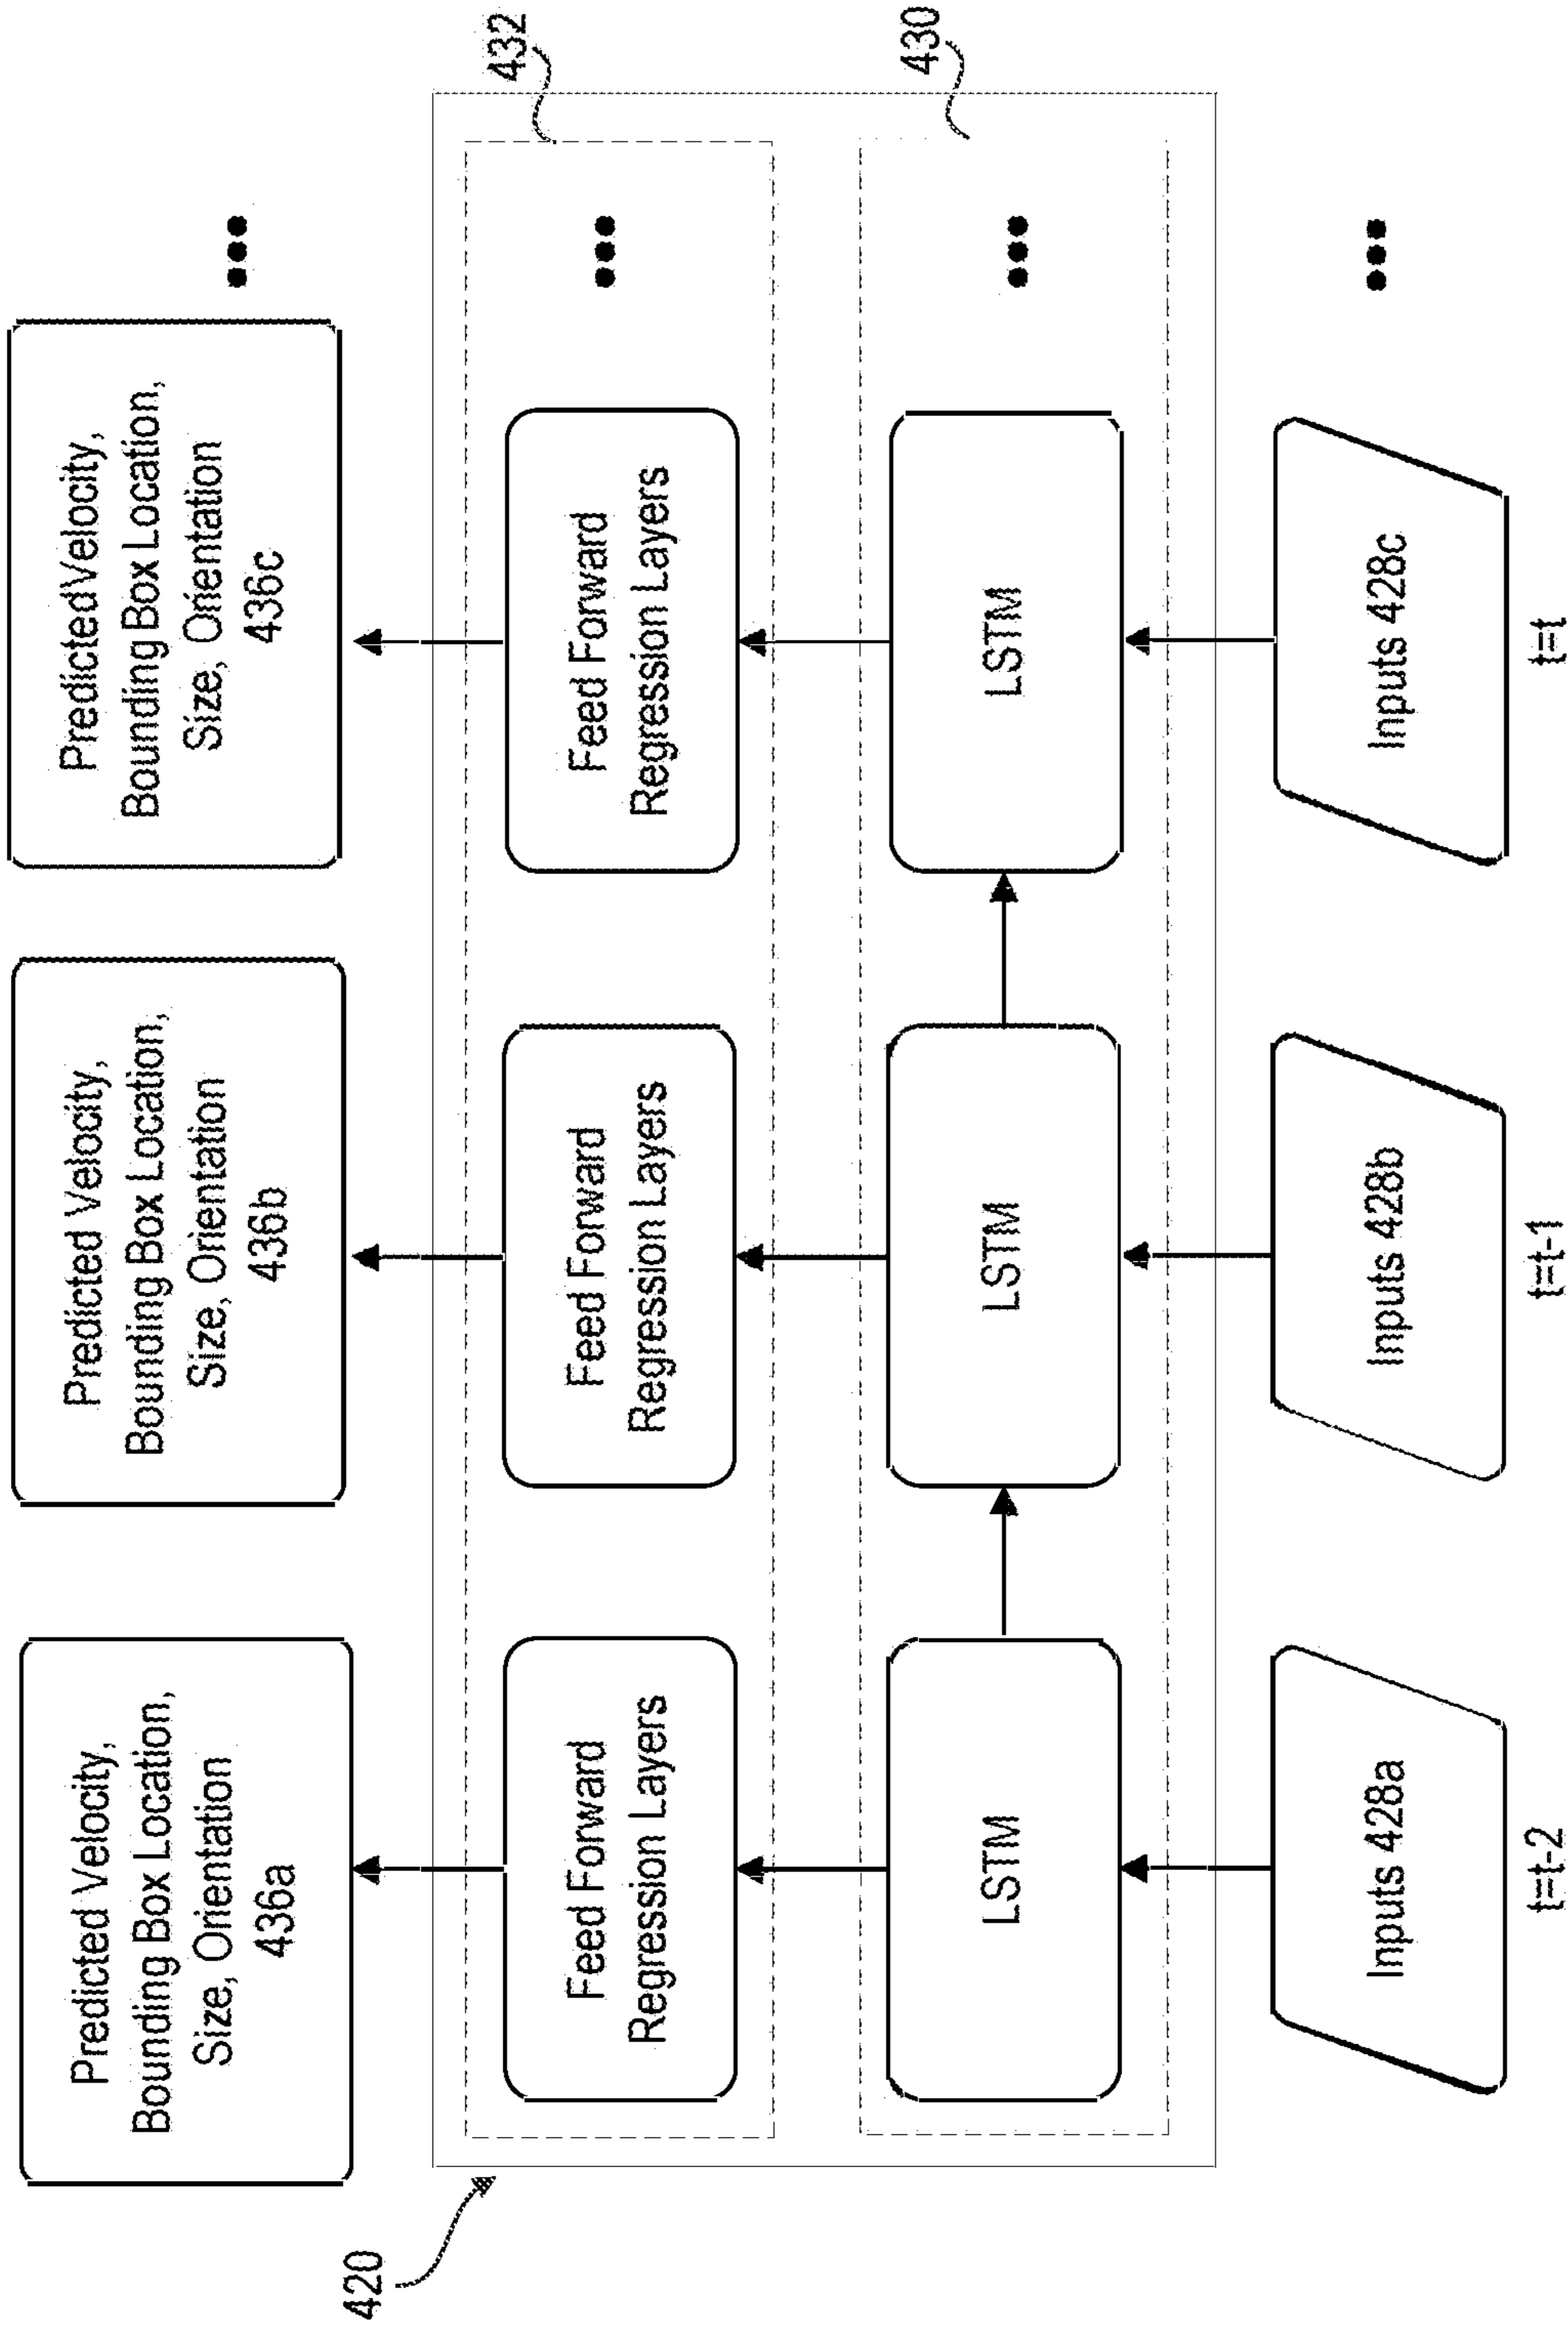 Predicted Velocity,
Bounding Box Location,
Size, Orientation
436a
Predicted Velocity,
Bounding Box Location,
Size, Orientation
436b
Predicted Velocity,
Bounding Box Location,
Size, Orientation
436c
420
432
Feed Forward
Regression Layers
Feed Forward
Regression Layers
Feed Forward
Regression Layers
430
LSTM
LSTM
LSTM
Inputs 428a
Inputs 428b
Inputs 428c
t=t-2
t=t-1
t=t